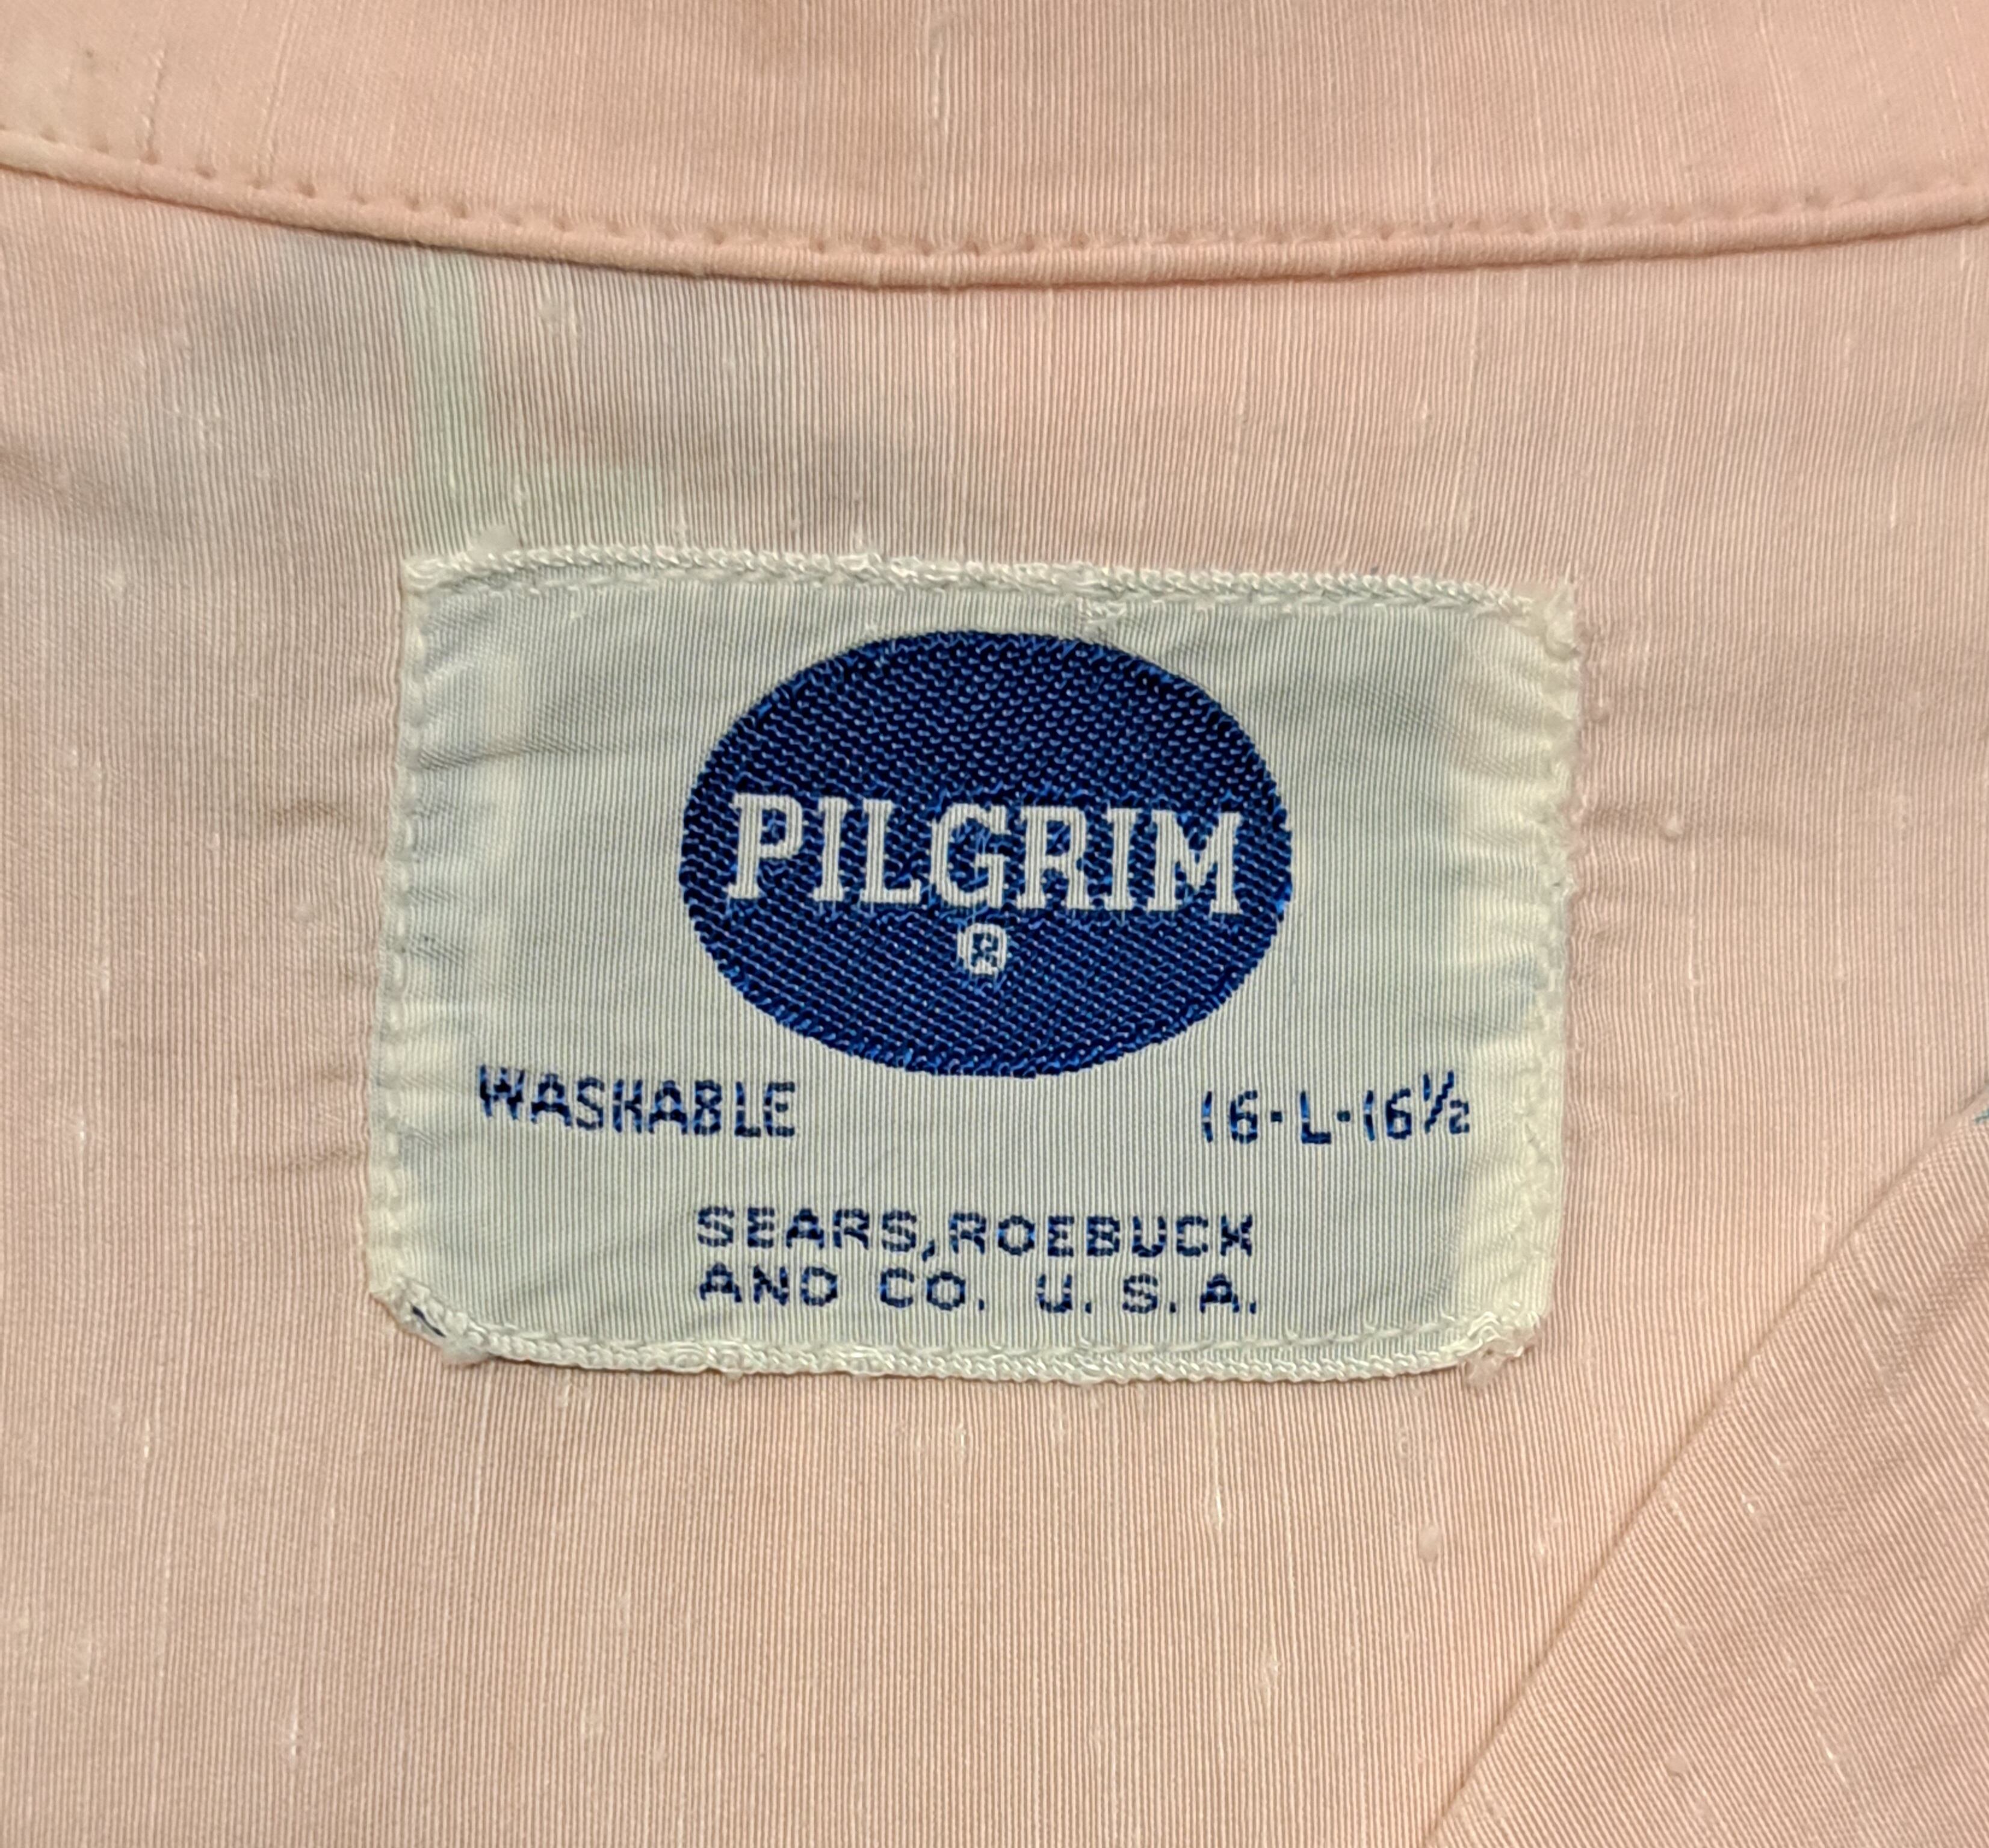 PILGRIM
®
WASHABLE 16-L-16½
SEARS, ROEBUCK
AND CO. U.S.A.